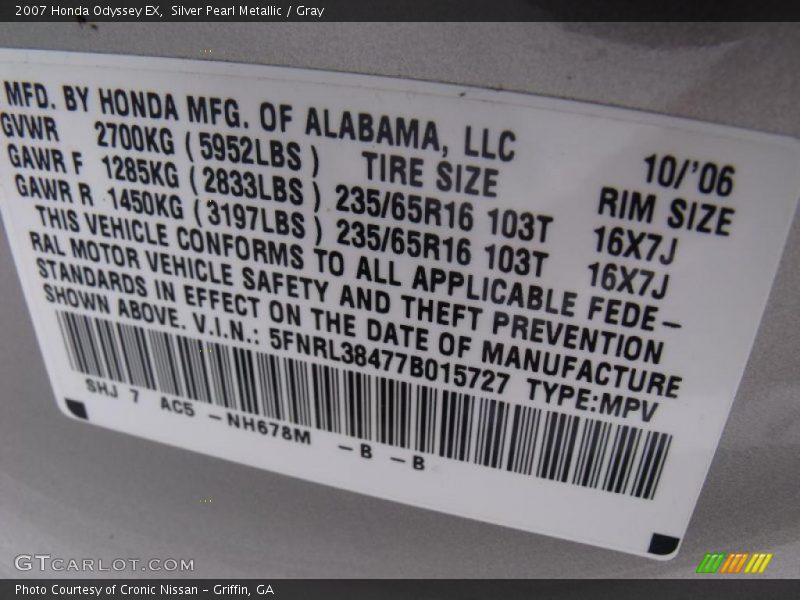 2007 Honda Odyssey EX,  Silver Pearl Metallic / Gray
MFD. BY HONDA MFG. OF ALABAMA, LLC 10/'06
GVWR 2700KG ( 5952LBS ) TIRE SIZE RIM SIZE
GAWR F 1285KG ( 2833LBS ) 235/65R16 103T 16X7J
GAWR R 1450KG ( 3197LBS ) 235/65R16 103T 16X7J
THIS VEHICLE CONFORMS TO ALL APPLICABLE FEDE–
RAL MOTOR VEHICLE SAFETY AND THEFT PREVENTION
STANDARDS IN EFFECT ON THE DATE OF MANUFACTURE
SHOWN ABOVE. V.I.N.: 5FNRL38477B015727 TYPE:MPV
SHJ 7 AC5 –NH678M –B –B
GTCARLOT.COM
Photo Courtesy of Cronic Nissan – Griffin, GA